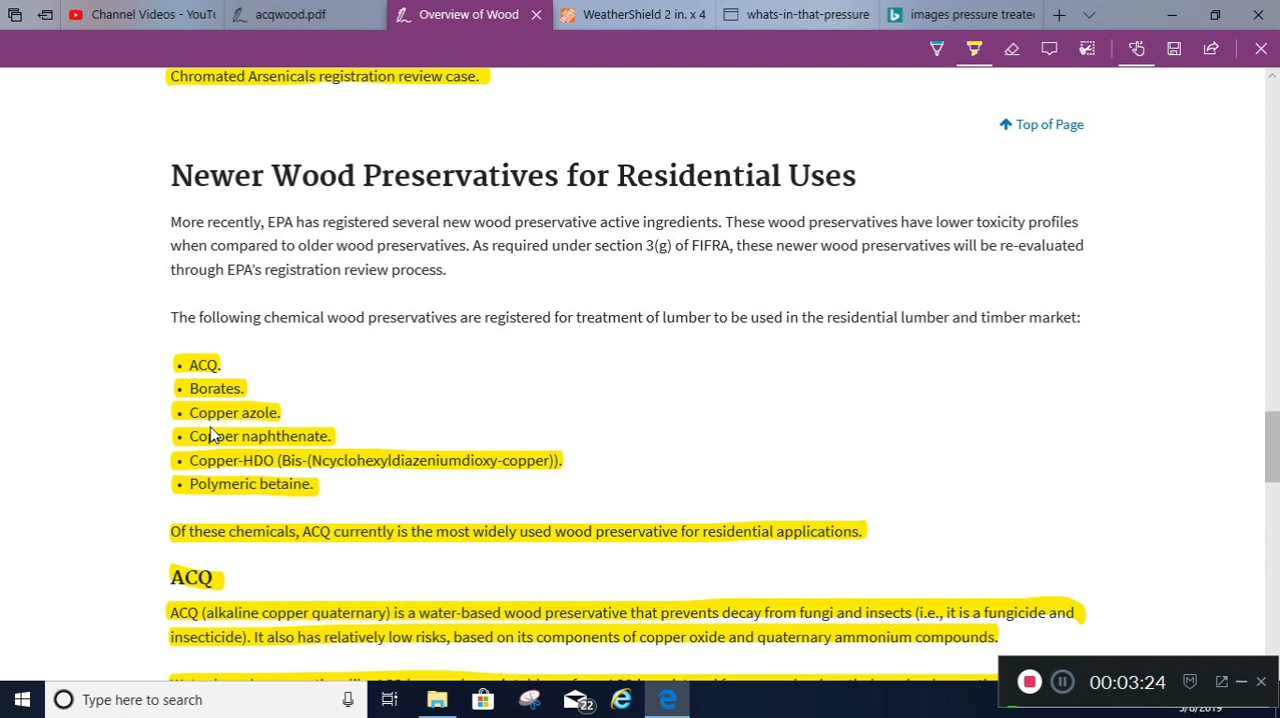 Channel Videos - YouTu
acqwood.pdf
Overview of Wood
WeatherShield 2 in. x 4
whats-in-that-pressure
images pressure treate
Chromated Arsenicals registration review case.
Top of Page
Newer Wood Preservatives for Residential Uses
More recently, EPA has registered several new wood preservative active ingredients. These wood preservatives have lower toxicity profiles
when compared to older wood preservatives. As required under section 3(g) of FIFRA, these newer wood preservatives will be re-evaluated
through EPA's registration review process.
The following chemical wood preservatives are registered for treatment of lumber to be used in the residential lumber and timber market:
• ACQ.
• Borates.
• Copper azole.
• Copper naphthenate.
• Copper-HDO (Bis-(Ncyclohexyldiazeniumdioxy-copper)).
• Polymeric betaine.
Of these chemicals, ACQ currently is the most widely used wood preservative for residential applications.
ACQ
ACQ (alkaline copper quaternary) is a water-based wood preservative that prevents decay from fungi and insects (i.e., it is a fungicide and
insecticide). It also has relatively low risks, based on its components of copper oxide and quaternary ammonium compounds.
00:03:24
Type here to search
22
5/8/2019